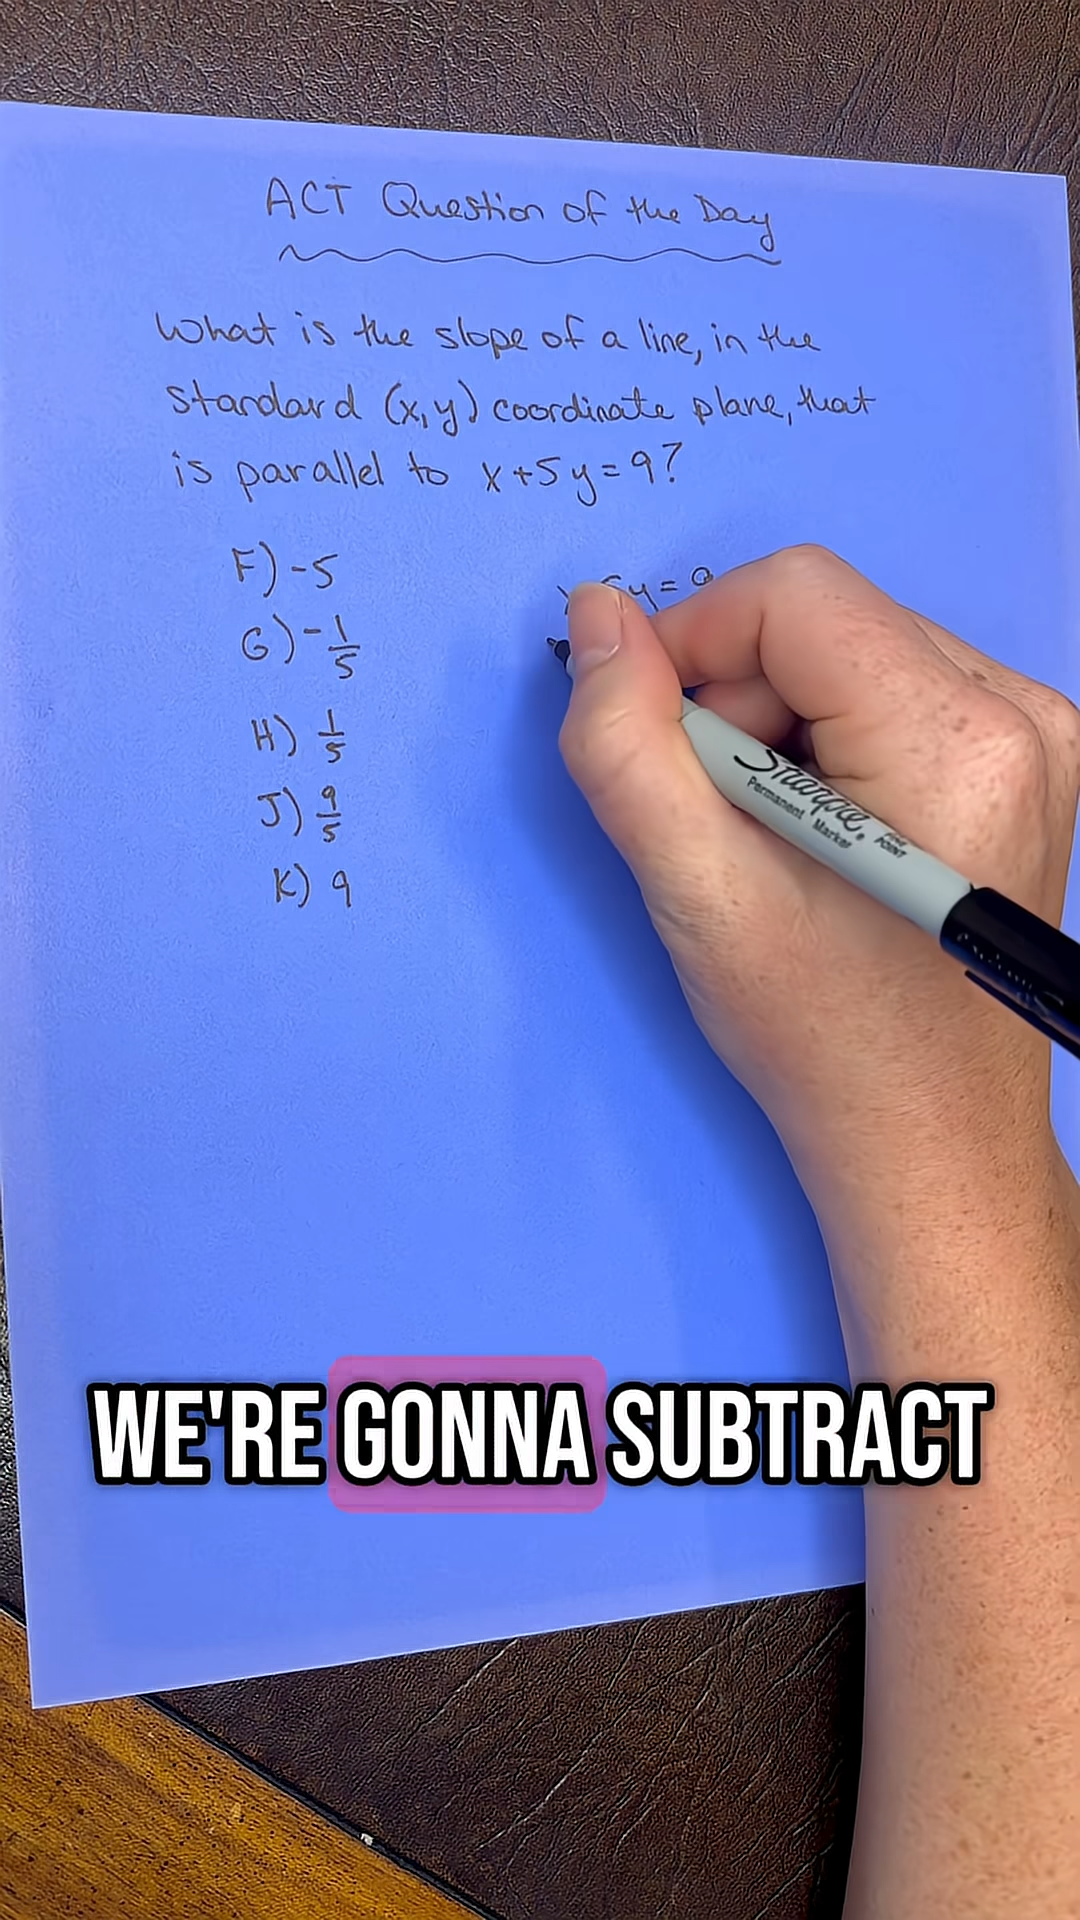 ACT Question of the Day
What is the slope of a line, in the
standard (x,y) coordinate plane, that
is parallel to x+5y=9?
F) -5
G) -1/5
H) 1/5
J) 9/5
K) 9
y = 9
Sharpie.
Permanent Marker
FINE POINT
WE'RE GONNA SUBTRACT